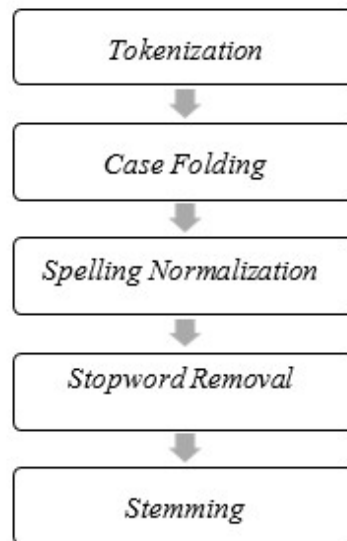 Tokenization
Case Folding
Spelling Normalization
Stopword Removal
Stemming